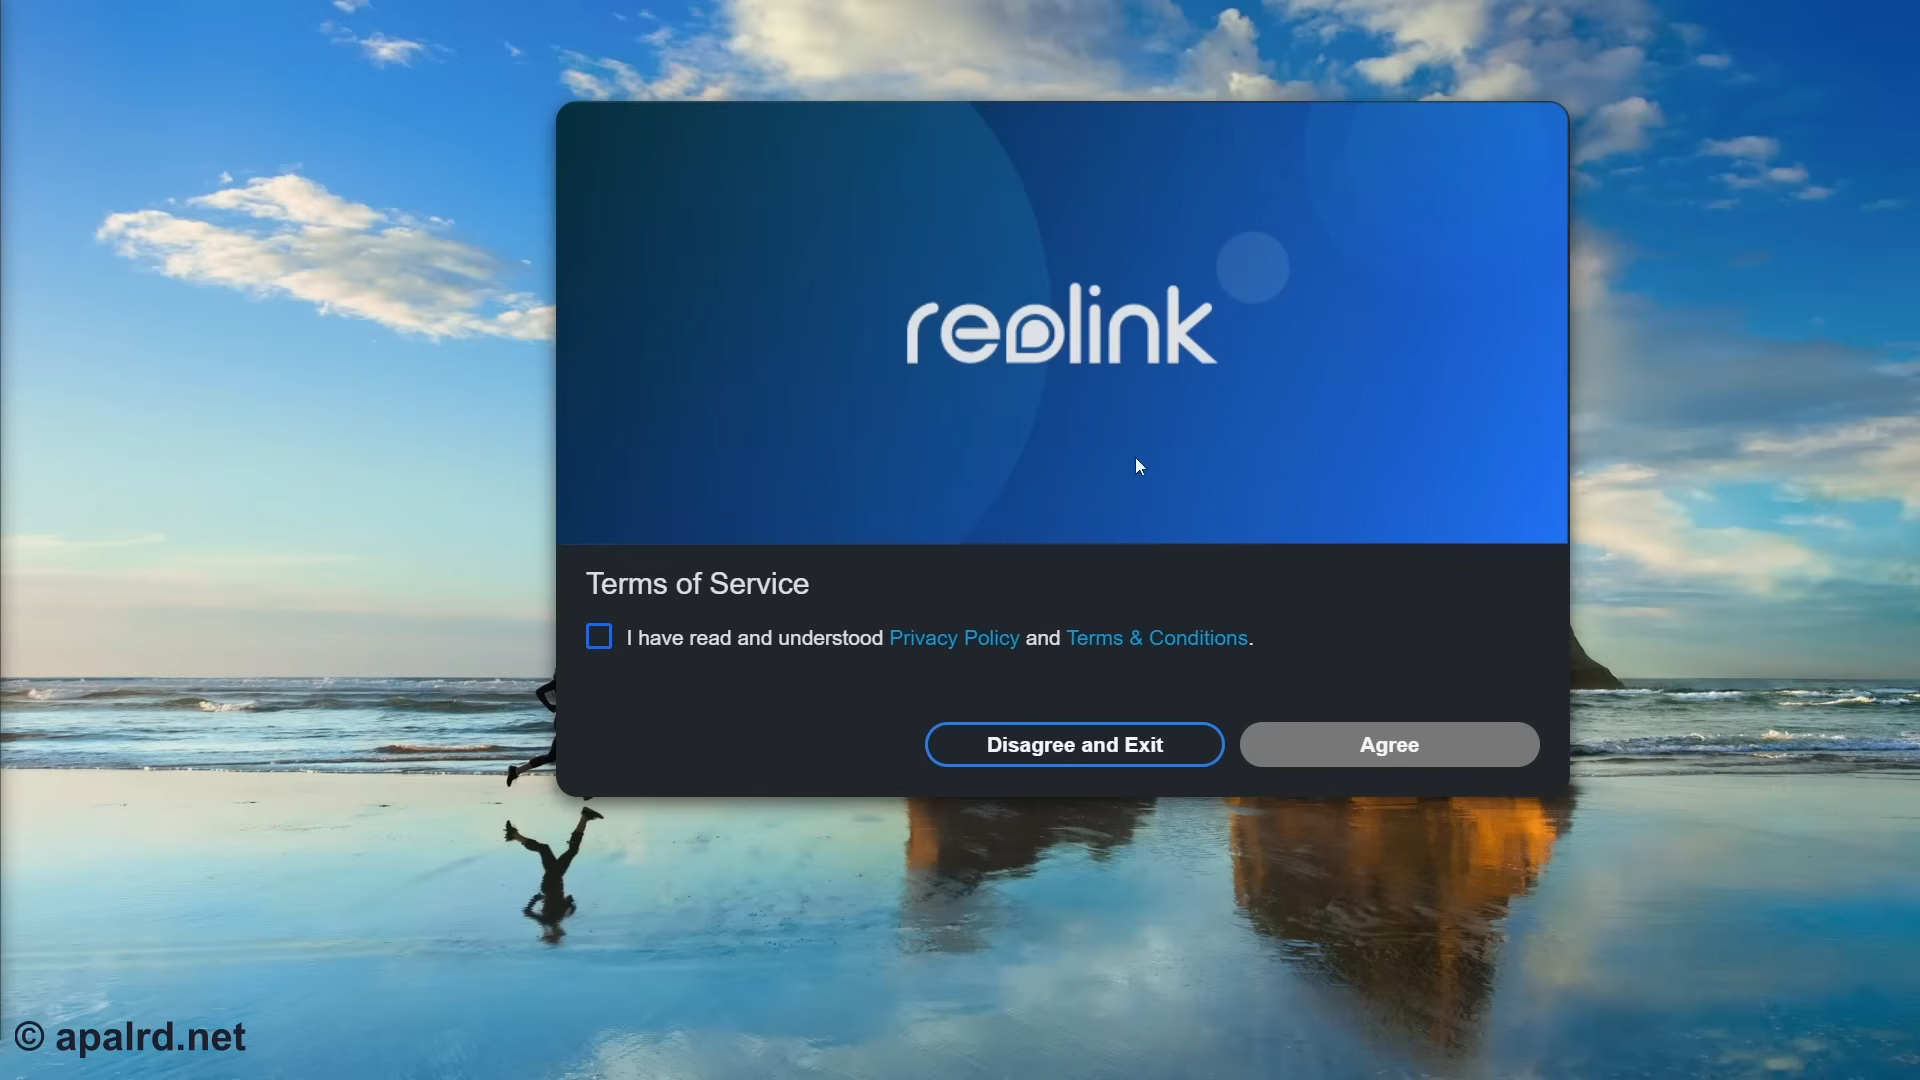 reolink
Terms of Service
I have read and understood Privacy Policy and Terms & Conditions.
Disagree and Exit
Agree
© apalrd.net